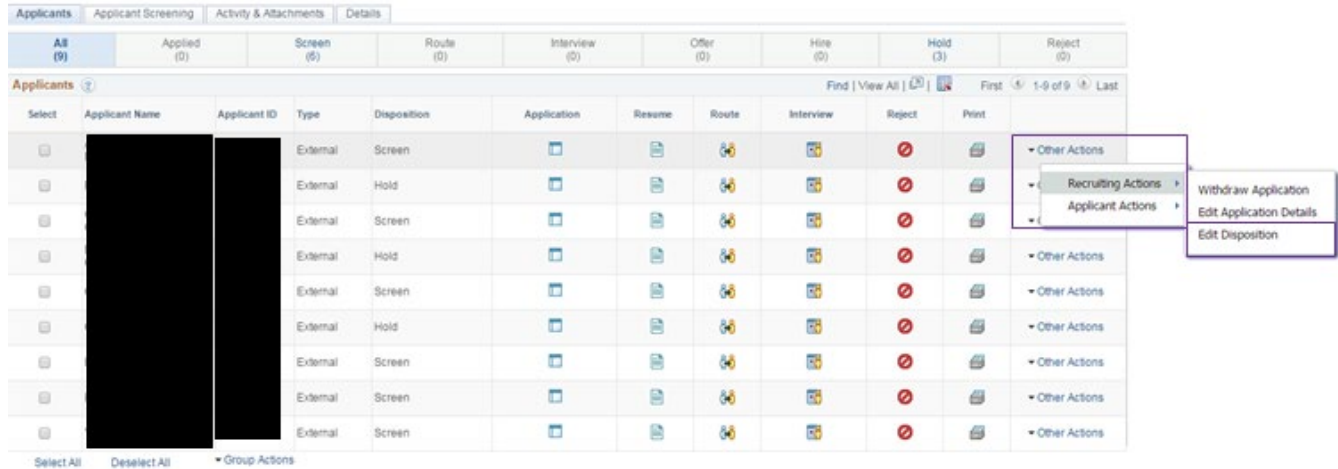 Applicants Applicant Screening Activity & Attachments Details
All (9) Applied (0) Screen (6) Route (0) Interview (0) Offer (0) Hire (0) Hold (3) Reject (0)
Applicants Find | View All | First 1-9 of 9 Last
Select Applicant Name Applicant ID Type Disposition Application Resume Route Interview Reject Print
External Screen Other Actions
External Hold
Recruiting Actions
Applicant Actions
Withdraw Application
Edit Application Details
Edit Disposition
External Screen
External Hold Other Actions
External Screen Other Actions
External Hold Other Actions
External Screen Other Actions
External Screen Other Actions
External Screen Other Actions
Select All Deselect All Group Actions